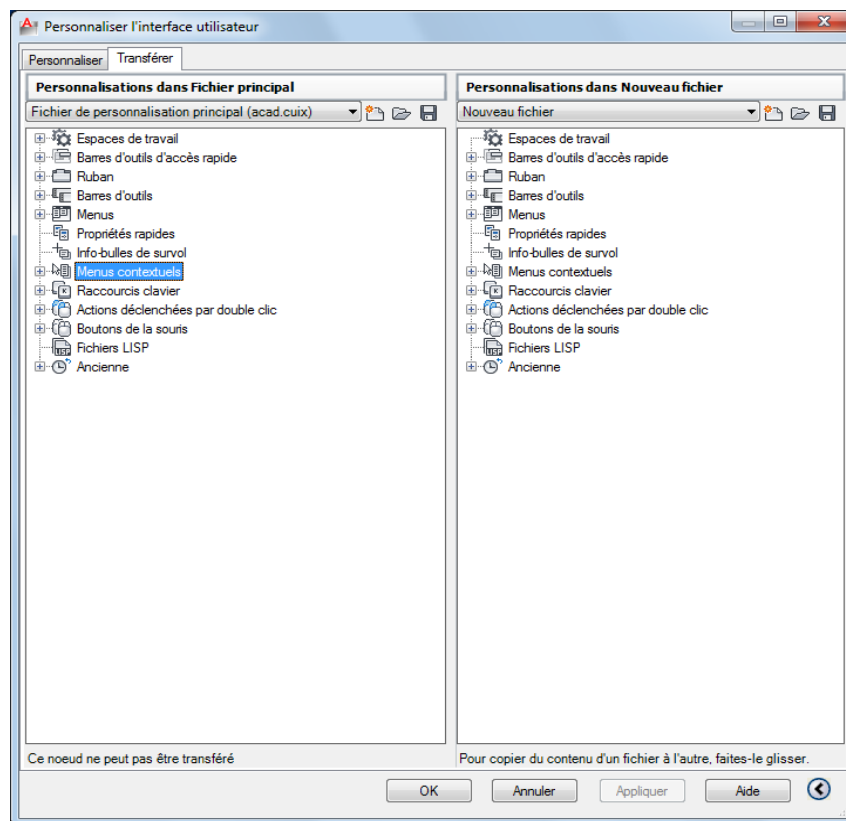 Personnaliser l'interface utilisateur
Personnaliser Transférer
Personnalisations dans Fichier principal
Fichier de personnalisation principal (acad.cuix)
Espaces de travail
Barres d'outils d'accès rapide
Ruban
Barres d'outils
Menus
Propriétés rapides
Info-bulles de survol
Menus contextuels
Raccourcis clavier
Actions déclenchées par double clic
Boutons de la souris
Fichiers LISP
Ancienne
Ce noeud ne peut pas être transféré
Personnalisations dans Nouveau fichier
Nouveau fichier
Espaces de travail
Barres d'outils d'accès rapide
Ruban
Barres d'outils
Menus
Propriétés rapides
Info-bulles de survol
Menus contextuels
Raccourcis clavier
Actions déclenchées par double clic
Boutons de la souris
Fichiers LISP
Ancienne
Pour copier du contenu d'un fichier à l'autre, faites-le glisser.
OK Annuler Appliquer Aide